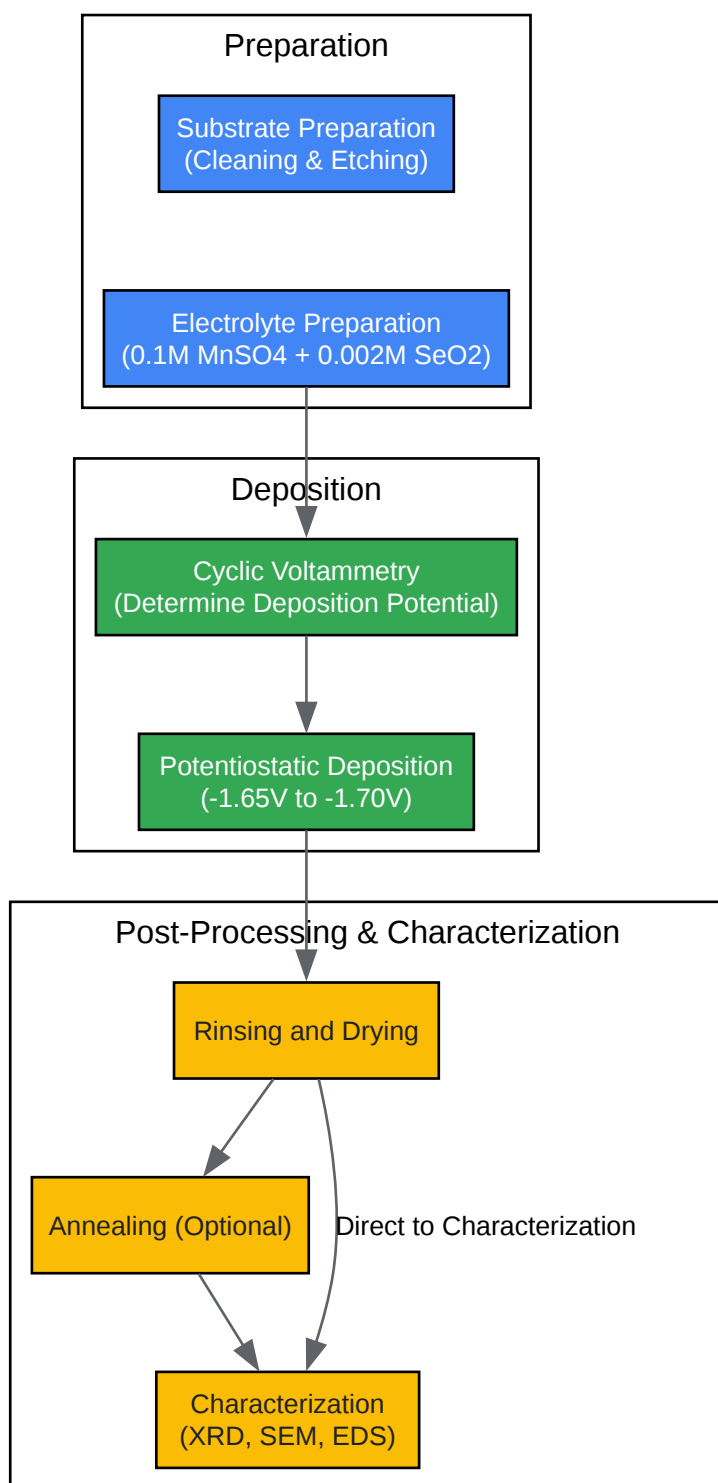 Preparation
Substrate Preparation
(Cleaning & Etching)
Electrolyte Preparation
(0.1M MnSO4 + 0.002M SeO2)
Deposition
Cyclic Voltammetry
(Determine Deposition Potential)
Potentiostatic Deposition
(-1.65V to -1.70V)
Post-Processing & Characterization
Rinsing and Drying
Annealing (Optional)
Direct to Characterization
Characterization
(XRD, SEM, EDS)